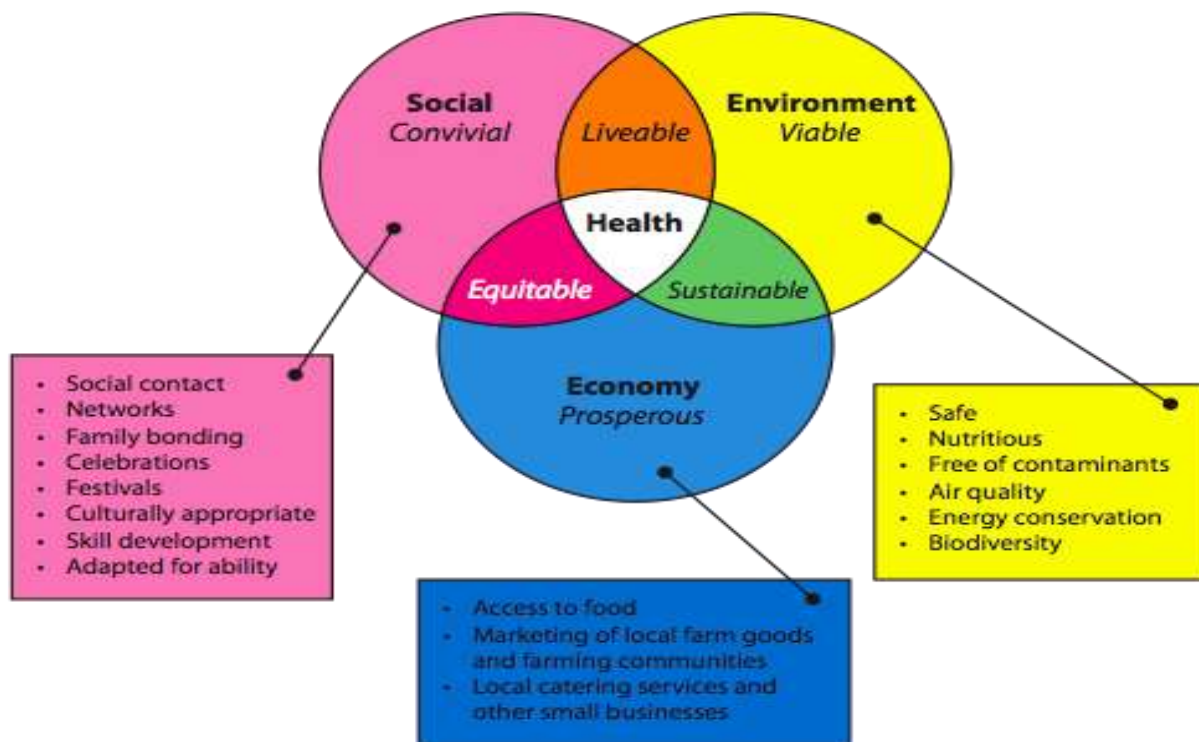 Social
Convivial
Liveable
Environment
Viable
Health
Equitable
Sustainable
Economy
Prosperous
• Social contact
• Networks
• Family bonding
• Celebrations
• Festivals
• Culturally appropriate
• Skill development
• Adapted for ability
• Safe
• Nutritious
• Free of contaminants
• Air quality
• Energy conservation
• Biodiversity
• Access to food
• Marketing of local farm goods
and farming communities
• Local catering services and
other small businesses